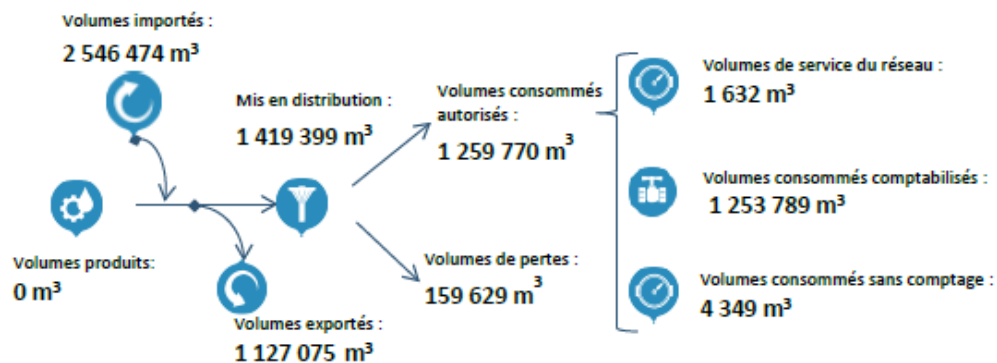 Volumes importés :
2 546 474 m³
Mis en distribution :
1 419 399 m³
Volumes consommés
autorisés :
1 259 770 m³
Volumes de service du réseau :
1 632 m³
Volumes consommés comptabilisés :
1 253 789 m³
Volumes produits:
0 m³
Volumes de pertes :
159 629 m³
Volumes consommés sans comptage :
4 349 m³
Volumes exportés :
1 127 075 m³